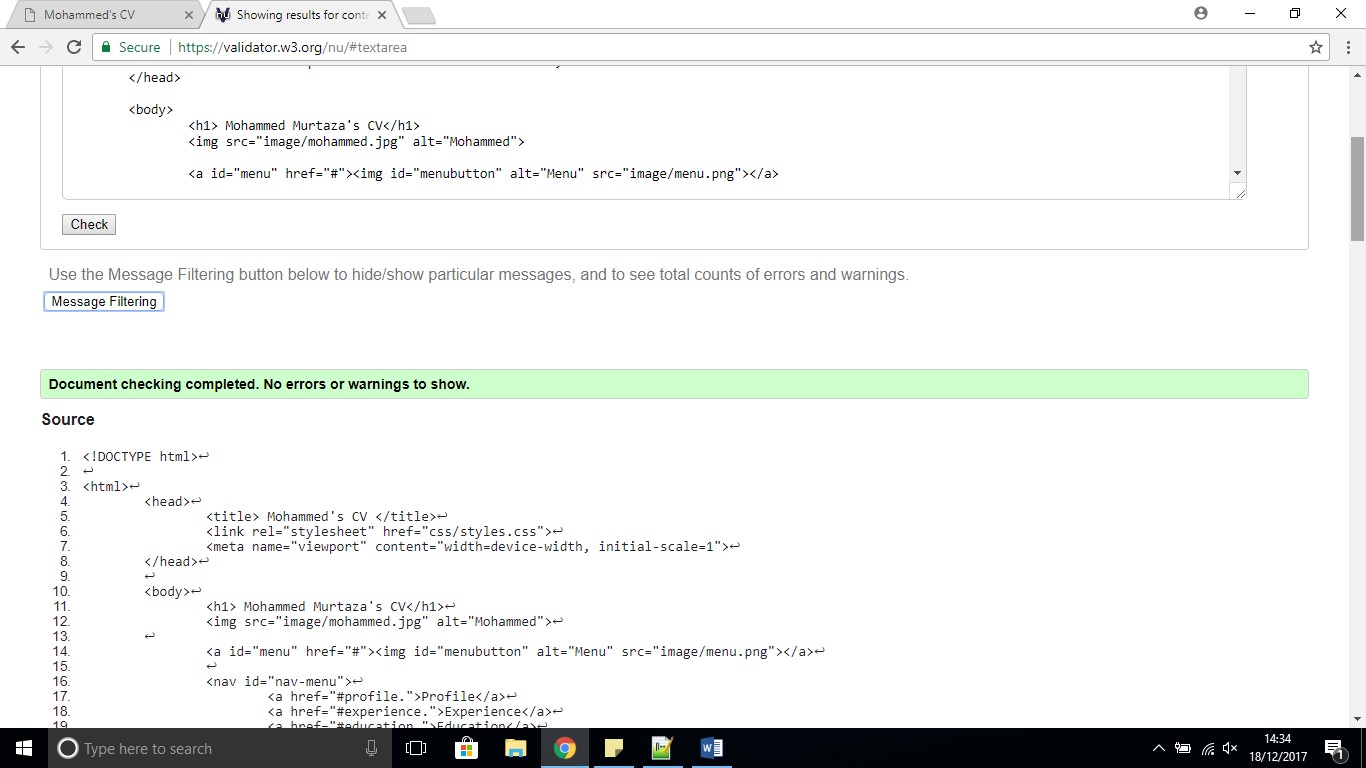 Mohammed's CV
Showing results for conte
Secure https://validator.w3.org/nu/#textarea
</head>
<body>
<h1> Mohammed Murtaza's CV</h1>
<img src="image/mohammed.jpg" alt="Mohammed">
<a id="menu" href="#"><img id="menubutton" alt="Menu" src="image/menu.png"></a>
Check
Use the Message Filtering button below to hide/show particular messages, and to see total counts of errors and warnings.
Message Filtering
Document checking completed. No errors or warnings to show.
Source
1. <!DOCTYPE html>↩
2. ↩
3. <html>↩
4. <head>↩
5. <title> Mohammed's CV </title>↩
6. <link rel="stylesheet" href="css/styles.css">↩
7. <meta name="viewport" content="width=device-width, initial-scale=1">↩
8. </head>↩
9. ↩
10. <body>↩
11. <h1> Mohammed Murtaza's CV</h1>↩
12. <img src="image/mohammed.jpg" alt="Mohammed">↩
13. ↩
14. <a id="menu" href="#"><img id="menubutton" alt="Menu" src="image/menu.png"></a>↩
15. ↩
16. <nav id="nav-menu">↩
17. <a href="#profile.">Profile</a>↩
18. <a href="#experience.">Experience</a>↩
19. <a href="#education.">Education</a>↩
Type here to search
14:34
18/12/2017
1